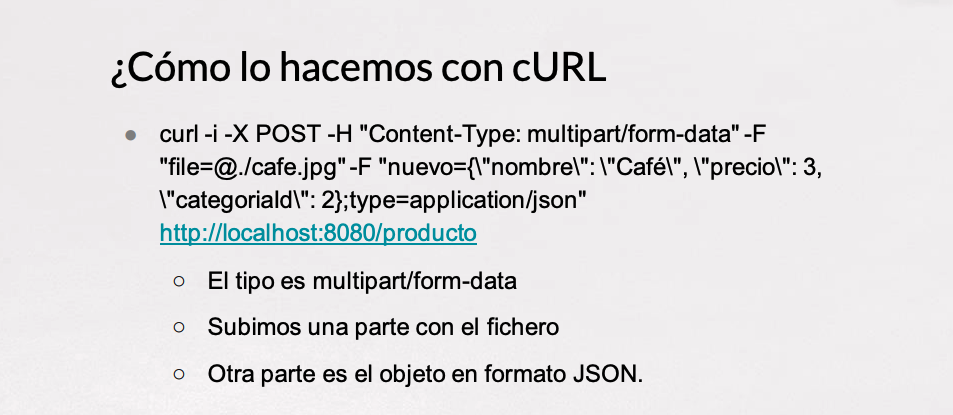 ¿Cómo lo hacemos con cURL
● curl -i -X POST -H "Content-Type: multipart/form-data" -F
"file=@./cafe.jpg" -F "nuevo={\"nombre\": \"Café\", \"precio\": 3,
\"categoriaId\": 2};type=application/json"
http://localhost:8080/producto
○ El tipo es multipart/form-data
○ Subimos una parte con el fichero
○ Otra parte es el objeto en formato JSON.